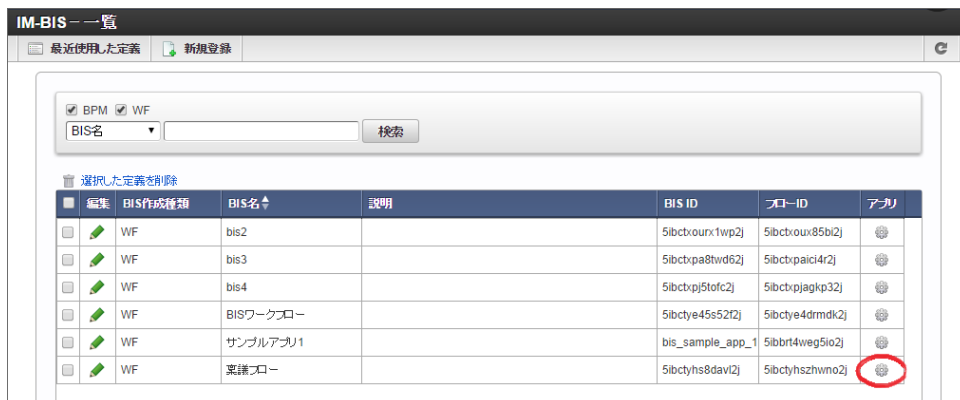 IM-BIS－一覧
最近使用した定義 新規登録
BPM WF
BIS名 検索
選択した定義を削除
編集 BIS作成種類 BIS名 説明 BIS ID フローID アプリ
WF bis2 5ibctxourx1wp2j 5ibctxoux85bi2j
WF bis3 5ibctxpa8twd62j 5ibctxpaici4r2j
WF bis4 5ibctxpj5tofc2j 5ibctxpjagkp32j
WF BISワークフロー 5ibctye45s52f2j 5ibctye4drmdk2j
WF サンプルアプリ1 bis_sample_app_1 5ibbrt4weg5io2j
WF 稟議フロー 5ibctyhs8davl2j 5ibctyhszhwno2j